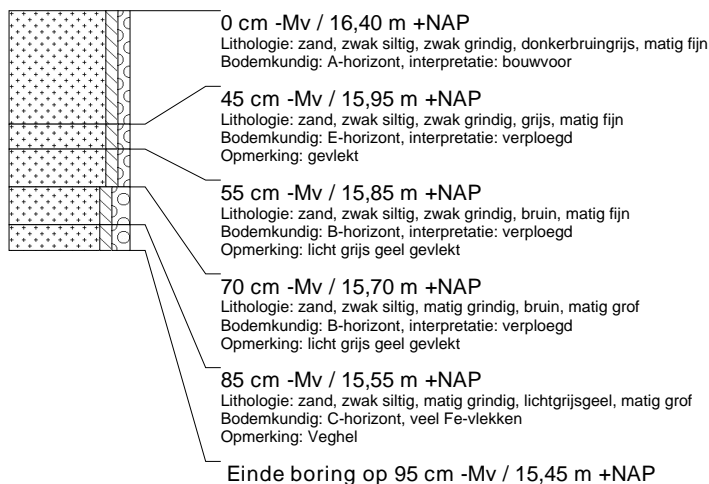 0 cm -Mv / 16,40 m +NAP
Lithologie: zand, zwak siltig, zwak grindig, donkerbruingrijs, matig fijn
Bodemkundig: A-horizont, interpretatie: bouwvoor
45 cm -Mv / 15,95 m +NAP
Lithologie: zand, zwak siltig, zwak grindig, grijs, matig fijn
Bodemkundig: E-horizont, interpretatie: verploegd
Opmerking: gevlekt
55 cm -Mv / 15,85 m +NAP
Lithologie: zand, zwak siltig, zwak grindig, bruin, matig fijn
Bodemkundig: B-horizont, interpretatie: verploegd
Opmerking: licht grijs geel gevlekt
70 cm -Mv / 15,70 m +NAP
Lithologie: zand, zwak siltig, matig grindig, bruin, matig grof
Bodemkundig: B-horizont, interpretatie: verploegd
Opmerking: licht grijs geel gevlekt
85 cm -Mv / 15,55 m +NAP
Lithologie: zand, zwak siltig, matig grindig, lichtgrijsgeel, matig grof
Bodemkundig: C-horizont, veel Fe-vlekken
Opmerking: Veghel
Einde boring op 95 cm -Mv / 15,45 m +NAP